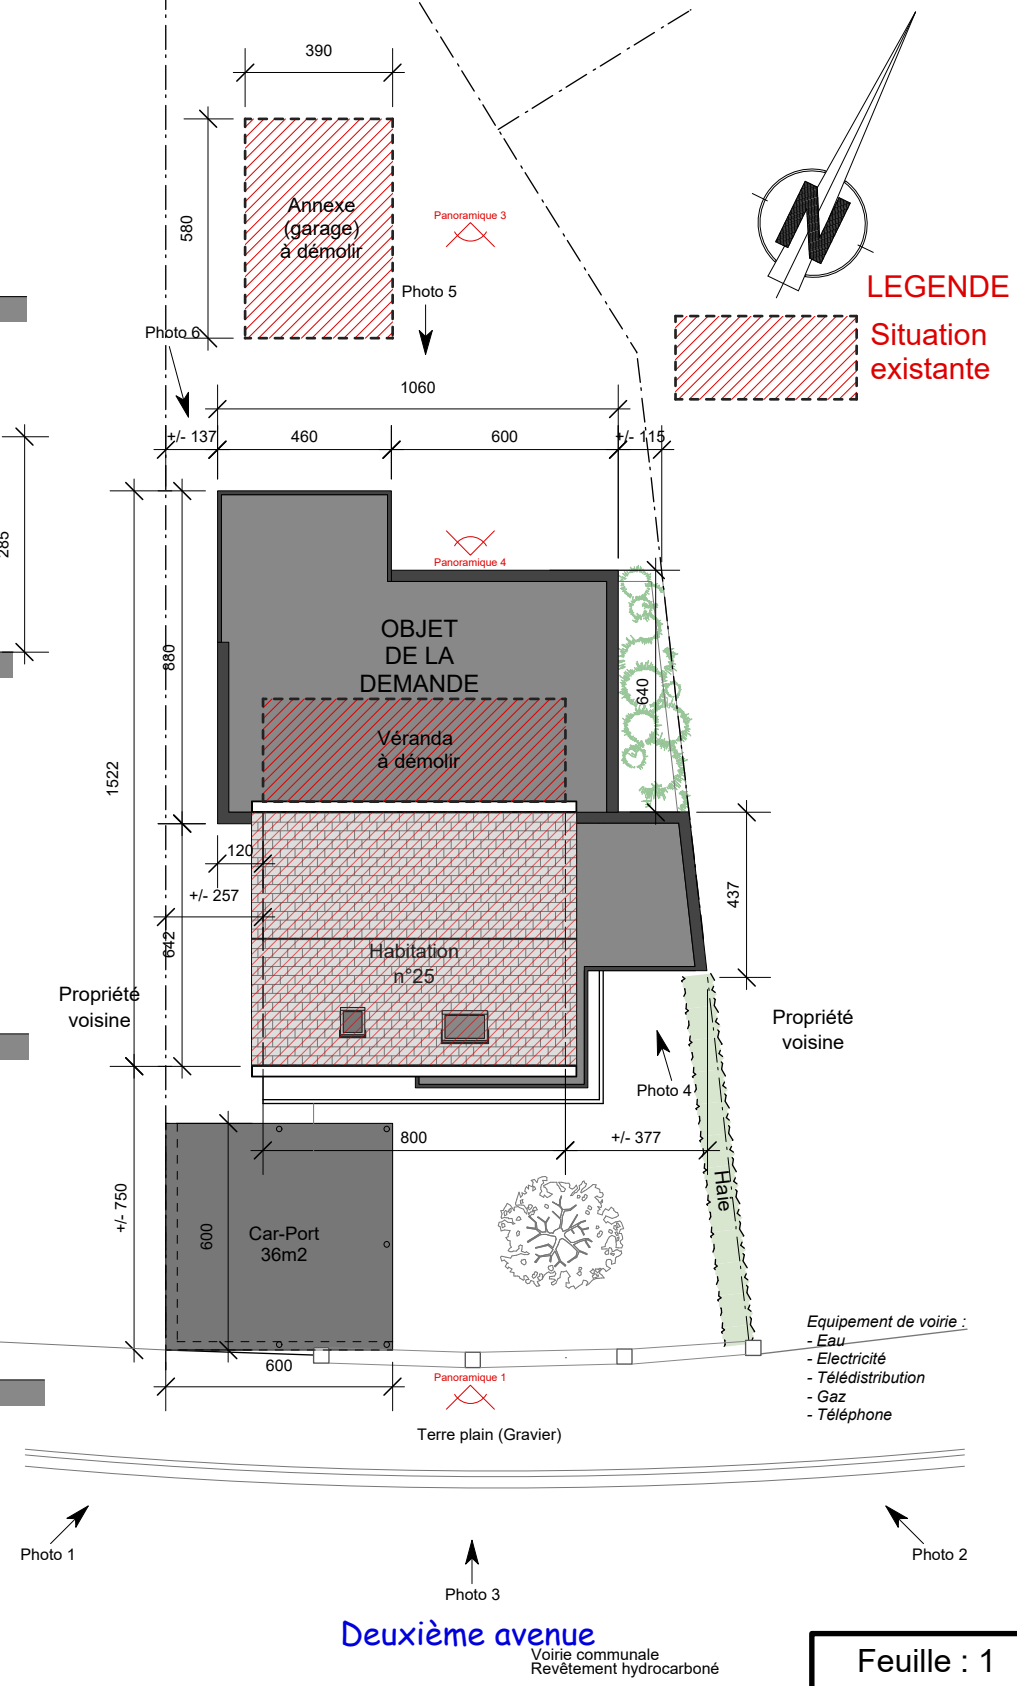 390
580
Annexe
(garage)
à démolir
Panoramique 3
Photo 5
Photo 6
N
LEGENDE
Situation
existante
1060
+/- 137
460
600
+/- 115
285
Panoramique 4
OBJET
DE LA
DEMANDE
880
640
Véranda
à démolir
1522
120
+/- 257
437
642
Habitation
n°25
Propriété
voisine
Propriété
voisine
Photo 4
800
+/- 377
+/- 750
600
Car-Port
36m2
Haie
Equipement de voirie :
- Eau
- Electricité
- Télédistribution
- Gaz
- Téléphone
600
Panoramique 1
Terre plain (Gravier)
Photo 1
Photo 2
Photo 3
Deuxième avenue
Voirie communale
Revêtement hydrocarboné
Feuille : 1